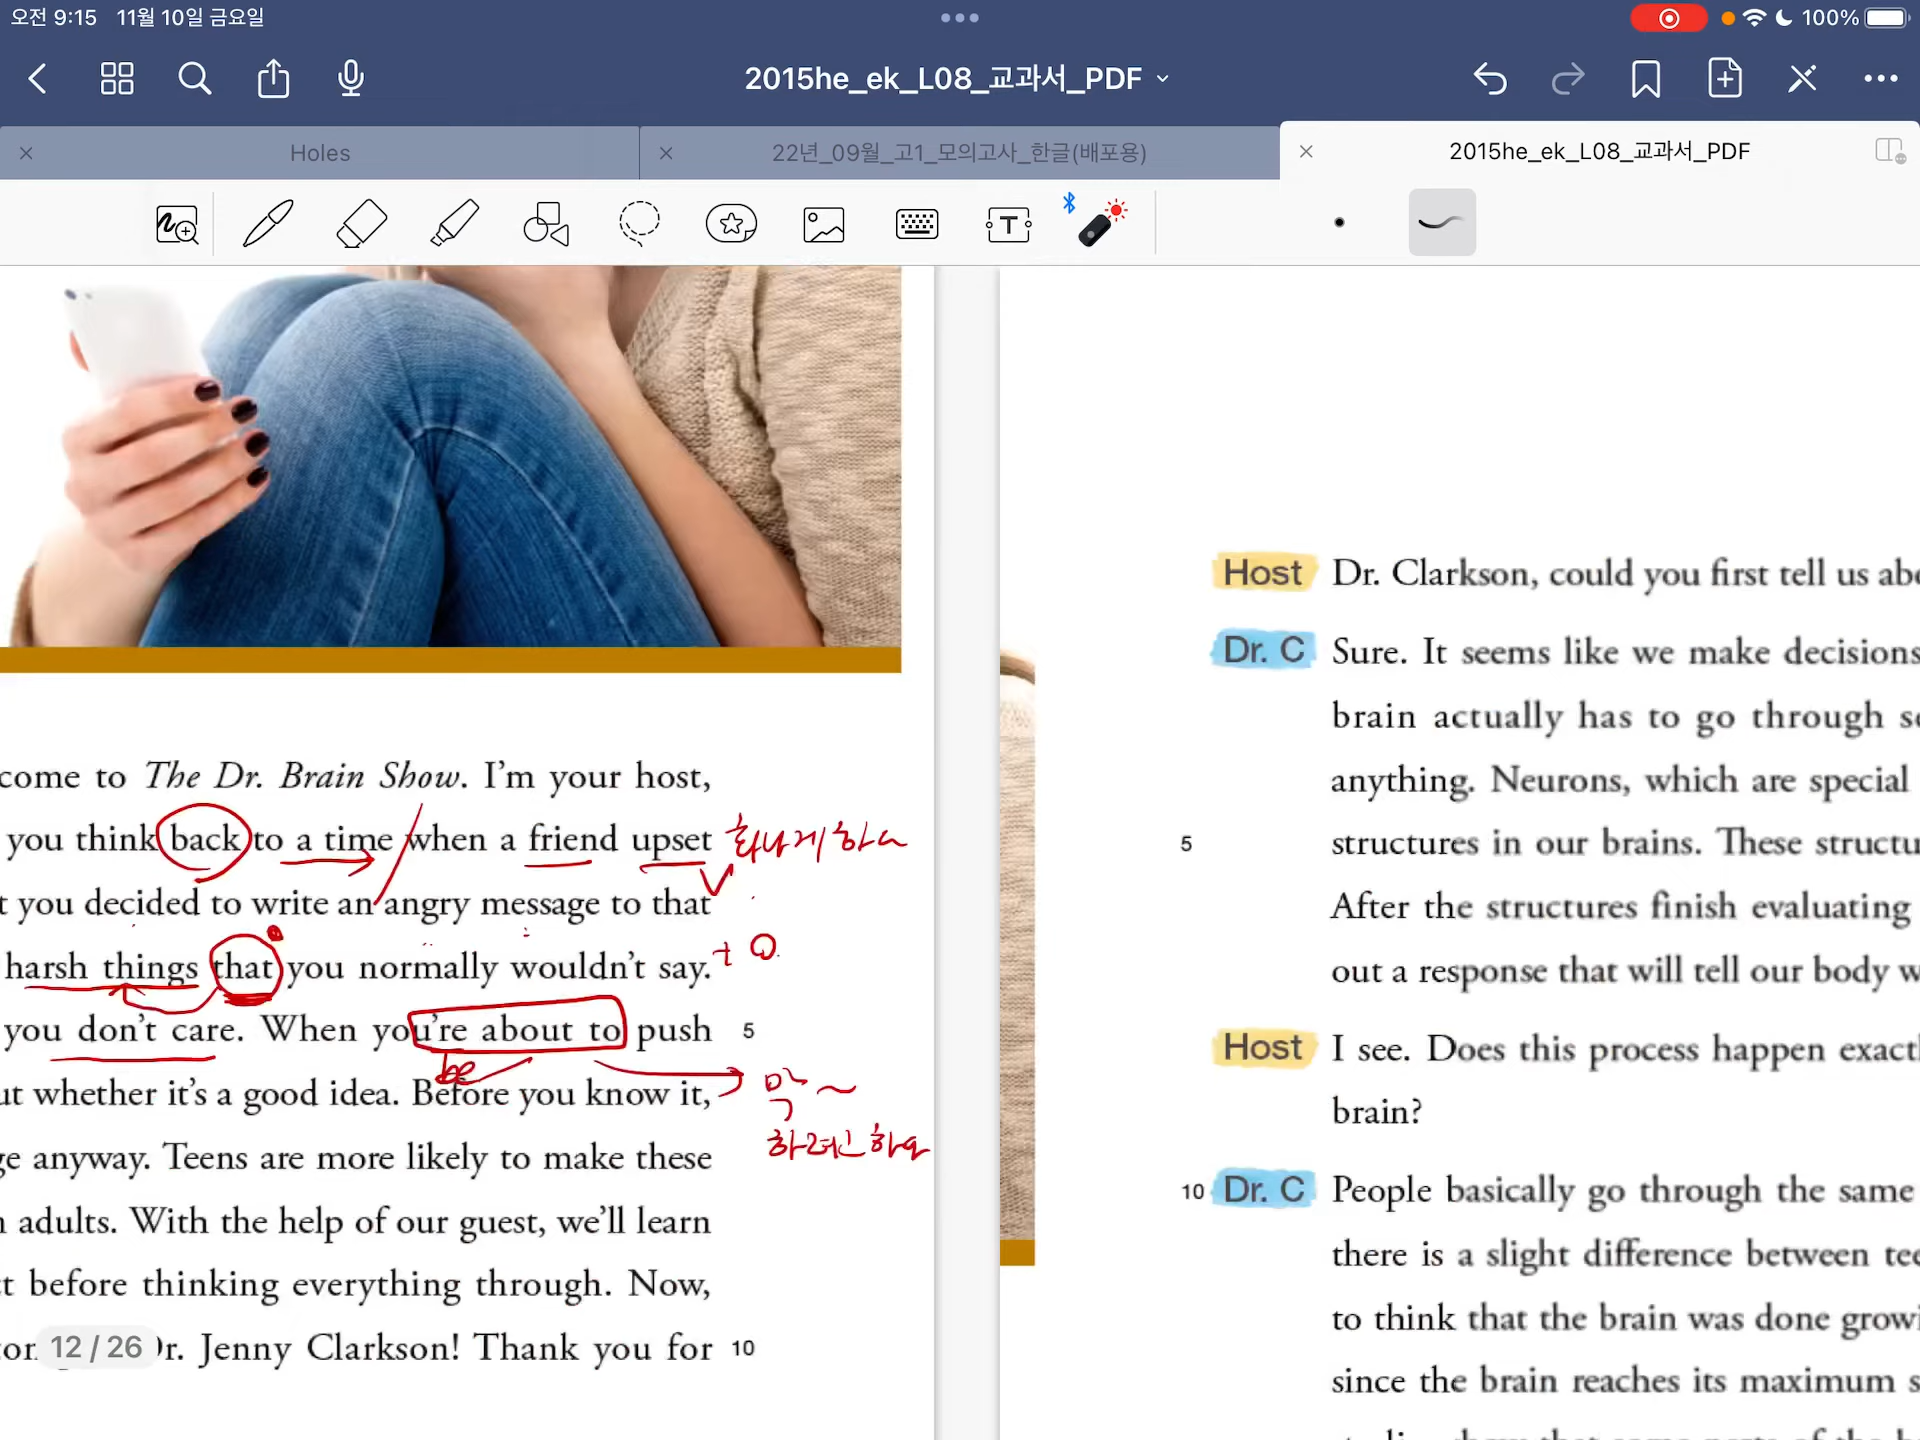 오전 9:15 11월 10일 금요일
100%
2015he_ek_L08_교과서_PDF
Holes
22년_09월_고1_모의고사_한글(배포용)
2015he_ek_L08_교과서_PDF
T
come to The Dr. Brain Show. I'm your host,
you think back to a time when a friend upset 화나게 하다
t you decided to write an angry message to that
harsh things that you normally wouldn't say. + O
you don't care. When you're about to push 5
be
ut whether it's a good idea. Before you know it, 막~
하려고 하다
ge anyway. Teens are more likely to make these
n adults. With the help of our guest, we'll learn
t before thinking everything through. Now,
12 / 26
Dr. Jenny Clarkson! Thank you for 10
Host Dr. Clarkson, could you first tell us abo
Dr. C Sure. It seems like we make decisions
brain actually has to go through s
anything. Neurons, which are special
5 structures in our brains. These structu
After the structures finish evaluating
out a response that will tell our body w
Host I see. Does this process happen exact
brain?
10 Dr. C People basically go through the same
there is a slight difference between tee
to think that the brain was done growi
since the brain reaches its maximum s